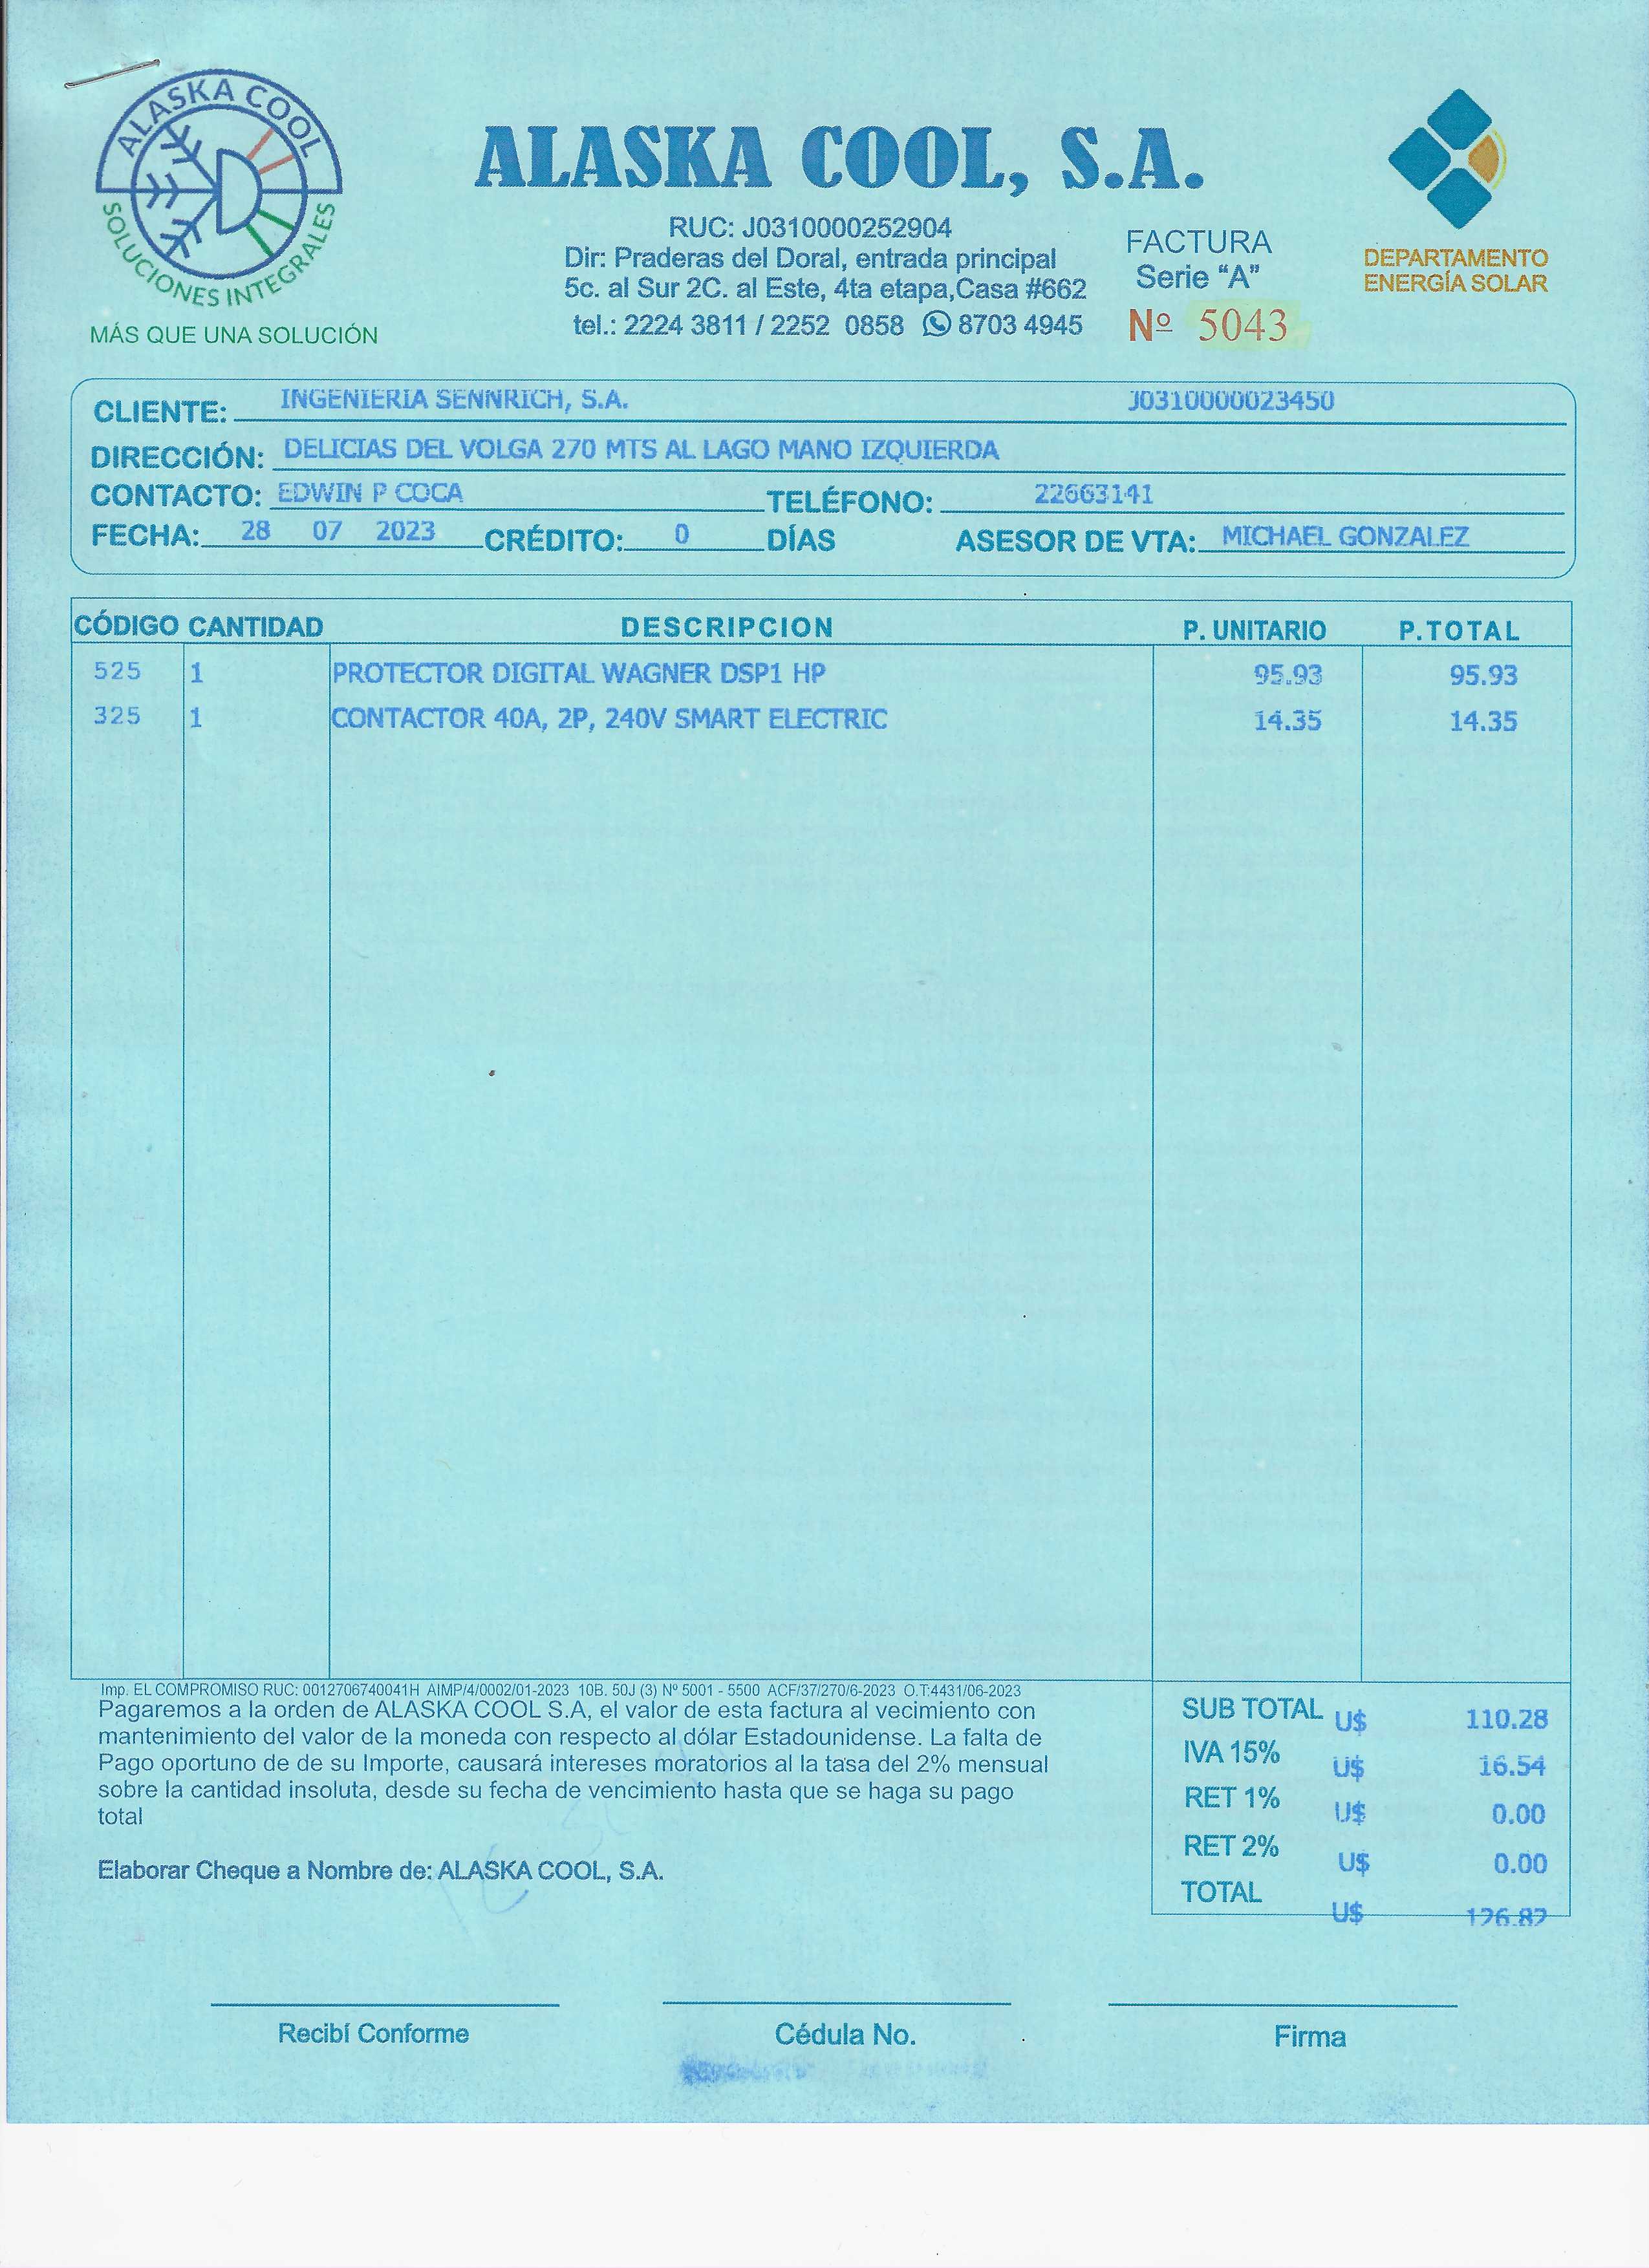 ALASKA COOL
SOLUCIONES INTEGRALES
MÁS QUE UNA SOLUCIÓN
ALASKA COOL, S.A.
RUC: J0310000252904
Dir: Praderas del Doral, entrada principal
5c. al Sur 2C. al Este, 4ta etapa,Casa #662
tel.: 2224 3811 / 2252 0858 8703 4945
FACTURA
Serie “A”
Nº 5043
DEPARTAMENTO
ENERGÍA SOLAR
CLIENTE: INGENIERIA SENNRICH, S.A. J0310000023450
DIRECCIÓN: DELICIAS DEL VOLGA 270 MTS AL LAGO MANO IZQUIERDA
CONTACTO: EDWIN P COCA TELÉFONO: 22663141
FECHA: 28 07 2023 CRÉDITO: 0 DÍAS ASESOR DE VTA: MICHAEL GONZALEZ
CÓDIGO CANTIDAD DESCRIPCION P. UNITARIO P.TOTAL
525 1 PROTECTOR DIGITAL WAGNER DSP1 HP 95.93 95.93
325 1 CONTACTOR 40A, 2P, 240V SMART ELECTRIC 14.35 14.35
Imp. EL COMPROMISO RUC: 0012706740041H AIMP/4/0002/01-2023 10B. 50J (3) Nº 5001 - 5500 ACF/37/270/6-2023 O.T:4431/06-2023
Pagaremos a la orden de ALASKA COOL S.A, el valor de esta factura al vecimiento con
mantenimiento del valor de la moneda con respecto al dólar Estadounidense. La falta de
Pago oportuno de de su Importe, causará intereses moratorios al la tasa del 2% mensual
sobre la cantidad insoluta, desde su fecha de vencimiento hasta que se haga su pago
total
Elaborar Cheque a Nombre de: ALASKA COOL, S.A.
SUB TOTAL U$ 110.28
IVA 15% U$ 16.54
RET 1% U$ 0.00
RET 2% U$ 0.00
TOTAL U$ 126.82
Recibí Conforme Cédula No. Firma